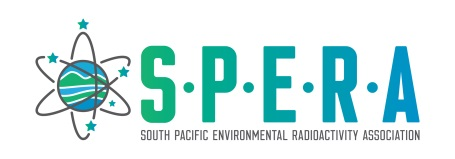 S·P·E·R·A
SOUTH PACIFIC ENVIRONMENTAL RADIOACTIVITY ASSOCIATION